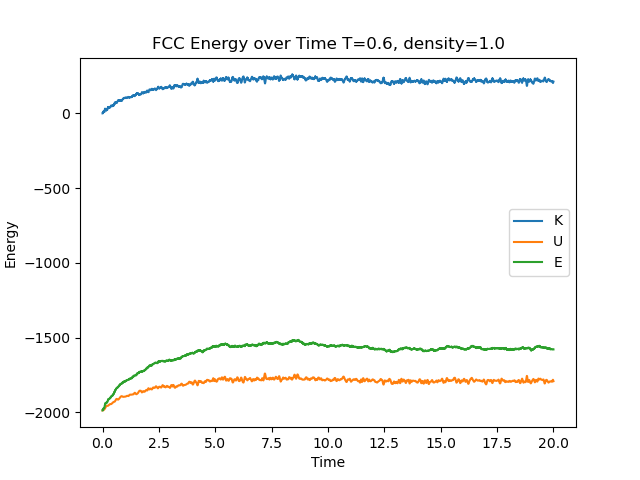 FCC Energy over Time T=0.6, density=1.0
Energy
0
−500
−1000
−1500
−2000
K
U
E
0.0 2.5 5.0 7.5 10.0 12.5 15.0 17.5 20.0
Time